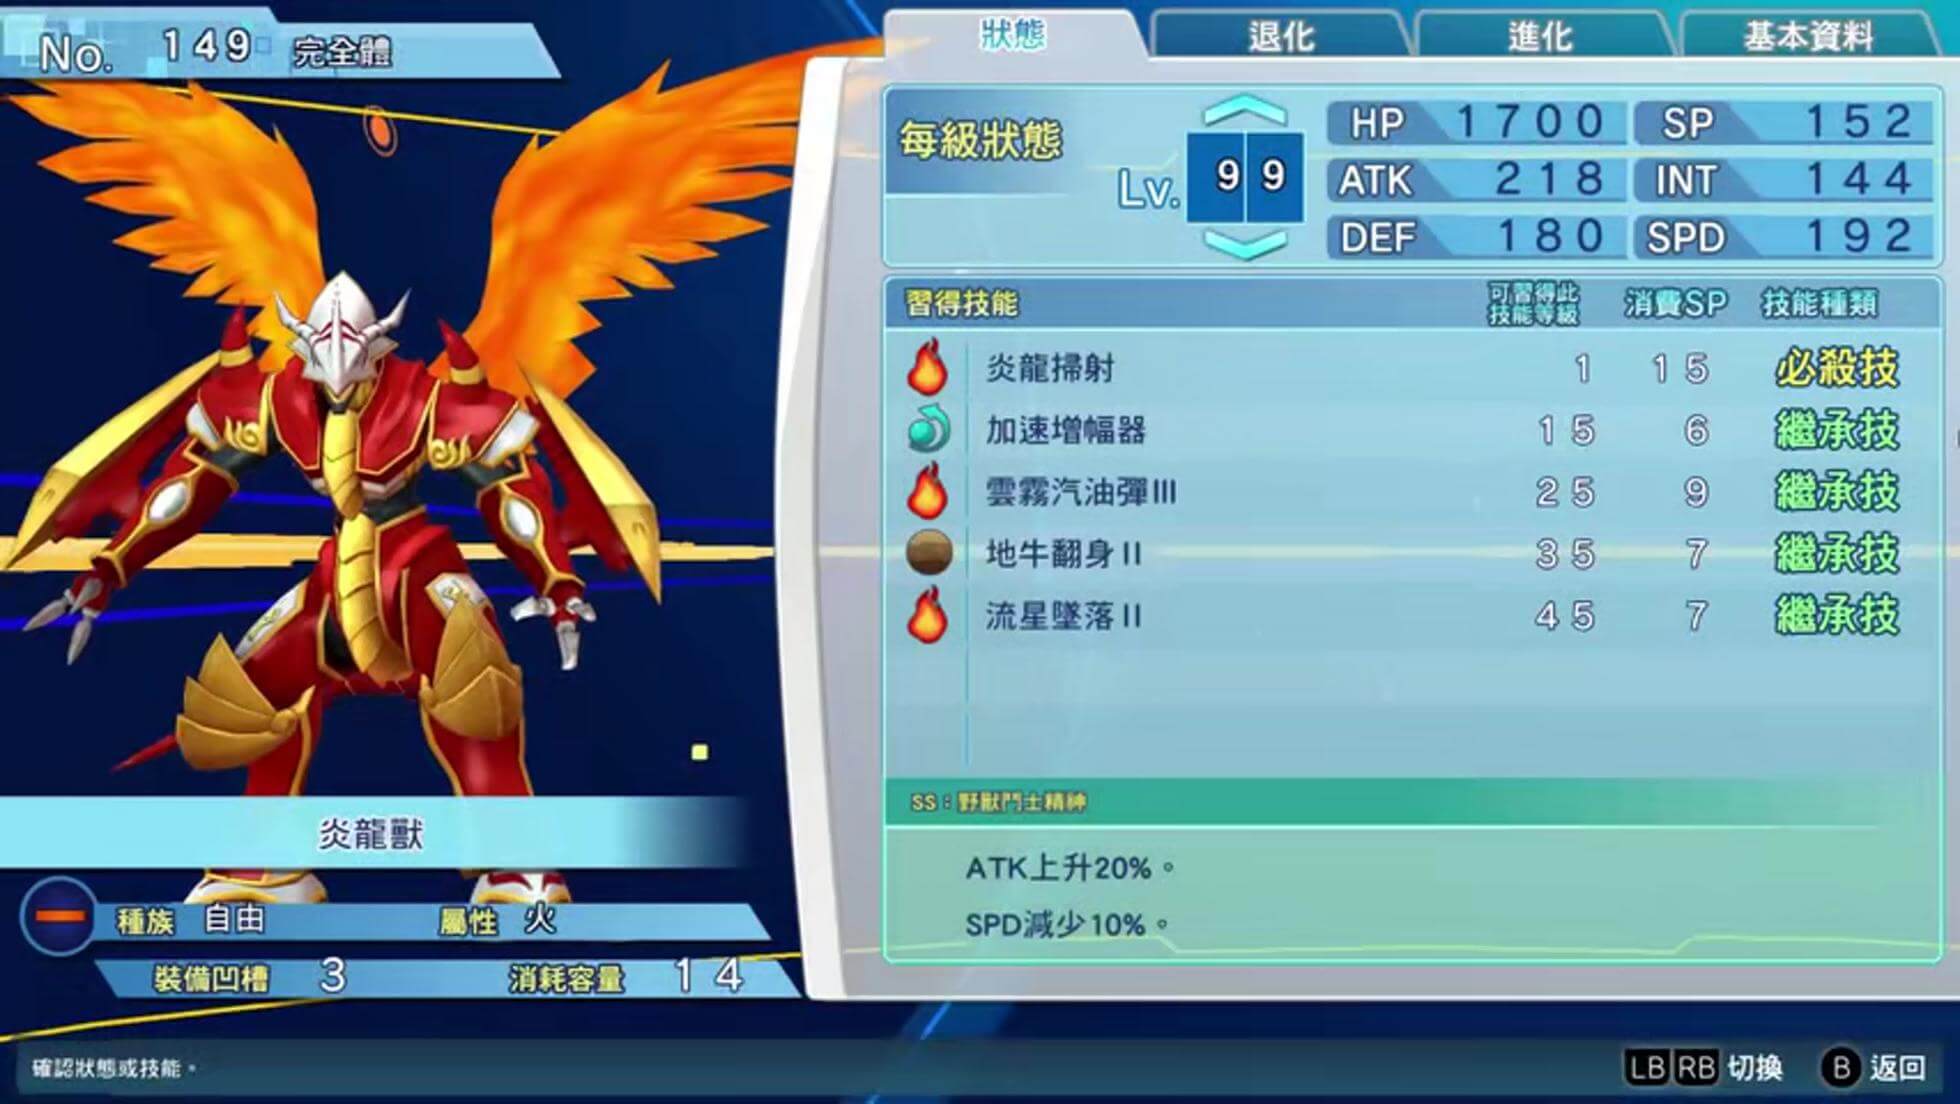 No. 149 完全體
狀態 退化 進化 基本資料
每級狀態 Lv. 99
HP 1700 SP 152
ATK 218 INT 144
DEF 180 SPD 192
習得技能 可習得此技能等級 消費SP 技能種類
炎龍掃射 1 15 必殺技
加速增幅器 15 6 繼承技
雲霧汽油彈III 25 9 繼承技
地牛翻身II 35 7 繼承技
流星墜落II 45 7 繼承技
SS：野獸鬥士精神
ATK上升20%。
SPD減少10%。
炎龍獸
種族 自由 屬性 火
裝備凹槽 3 消耗容量 14
確認狀態或技能。
LB RB 切換 B 返回